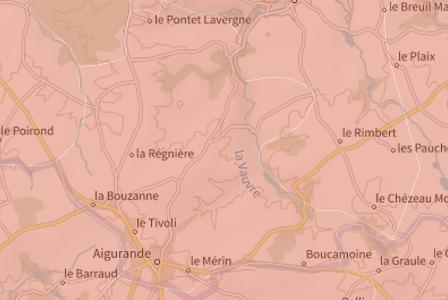 le Pontet Lavergne
le Breuil
le Plaix
le Poirond
le Rimbert
les Pauche
la Régnière
la Vauvre
la Bouzanne
le Chézeau Mo
le Tivoli
Aigurande
le Mérin
Boucamoine
la Graule
le Barraud